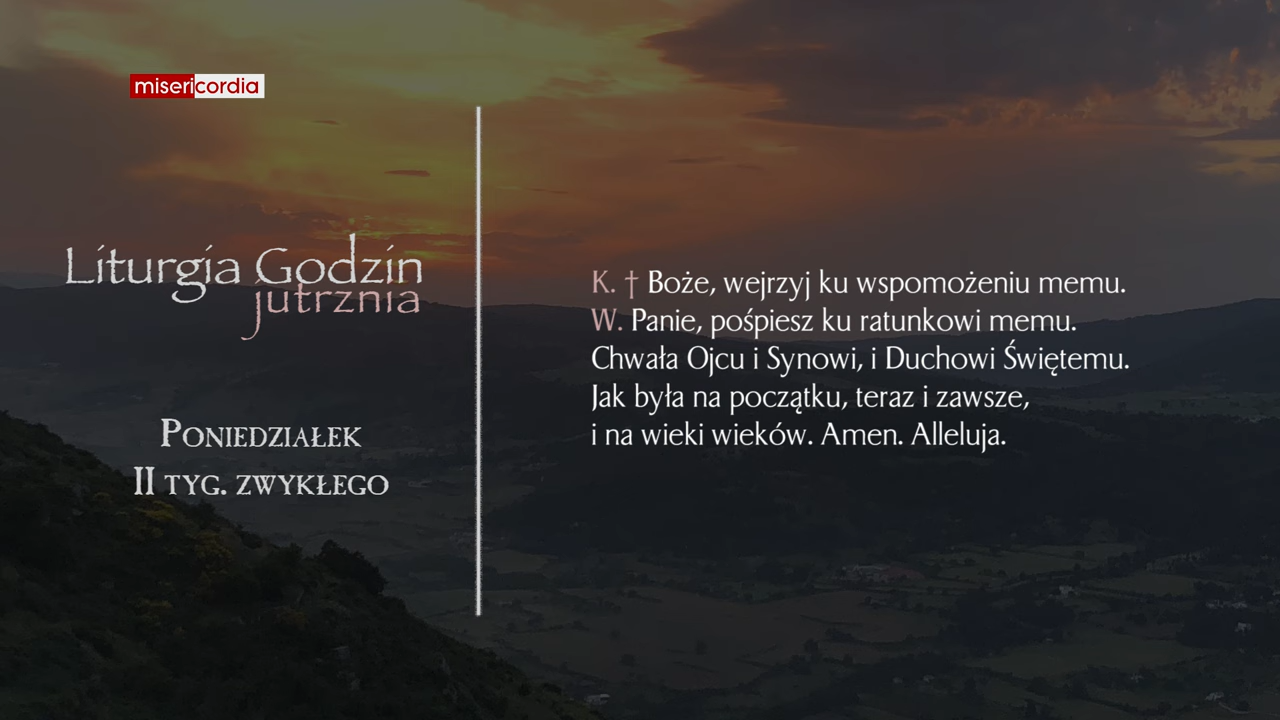 misericordia
Liturgia Godzin
jutrznia
Poniedziałek
II tyg. zwykłego
K. † Boże, wejrzyj ku wspomożeniu memu.
W. Panie, pośpiesz ku ratunkowi memu.
Chwała Ojcu i Synowi, i Duchowi Świętemu.
Jak była na początku, teraz i zawsze,
i na wieki wieków. Amen. Alleluja.